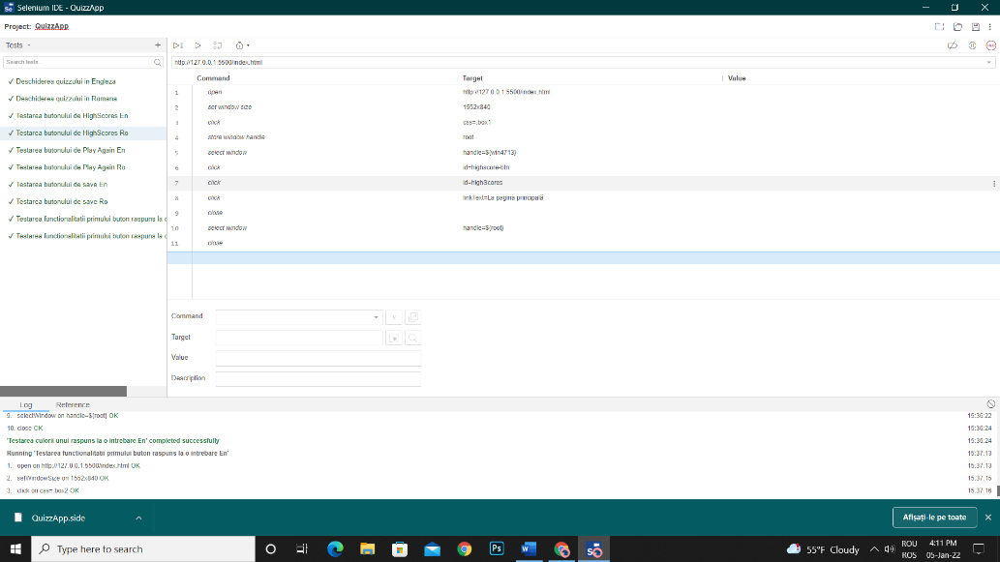 Selenium IDE - QuizzApp
Project: QuizzApp
Tests
Search tests...
http://127.0.0.1:5500/index.html
Command Target Value
✓ Deschiderea quizzului in Engleza
✓ Deschiderea quizzului in Romana
✓ Testarea butonului de HighScores En
✓ Testarea butonului de HighScores Ro
✓ Testarea butonului de Play Again En
✓ Testarea butonului de Play Again Ro
✓ Testarea butonului de save En
✓ Testarea butonului de save Ro
✓ Testarea functionalitatii primului buton raspuns la o
✓ Testarea functionalitatii primului buton raspuns la o
1 open http://127.0.0.1:5500/index.html
2 set window size 1552x840
3 click css=.box1
4 store window handle root
5 select window handle=${win4713}
6 click id=highscore-btn
7 click id=highScores
8 click linkText=La pagina principală
9 close
10 select window handle=${root}
11 close
Command
Target
Value
Description
Log Reference
9. selectWindow on handle=${root} OK 15:36:22
10. close OK 15:36:24
'Testarea culorii unui raspuns la o intrebare En' completed successfully 15:36:24
Running 'Testarea functionalitatii primului buton raspuns la o intrebare En' 15:37:13
1. open on http://127.0.0.1:5500/index.html OK 15:37:13
2. setWindowSize on 1552x840 OK 15:37:15
3. click on css=.box2 OK 15:37:16
QuizzApp.side
Afișați-le pe toate
Type here to search
55°F Cloudy
ROU
ROS
4:11 PM
05-Jan-22